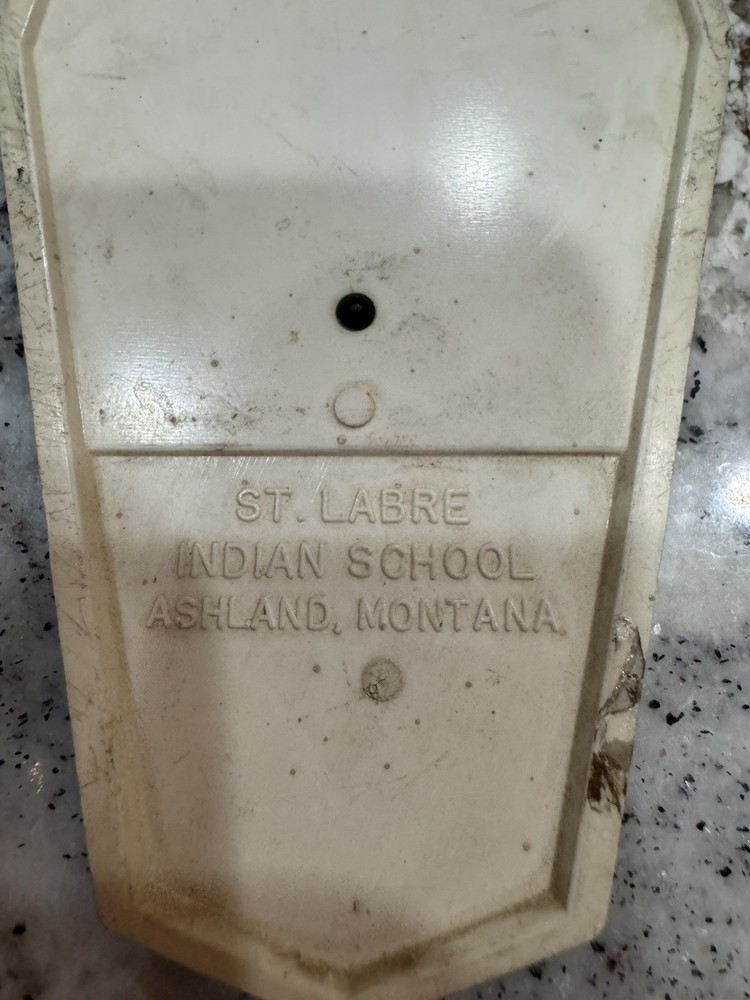 ST. LABRE
INDIAN SCHOOL
ASHLAND, MONTANA